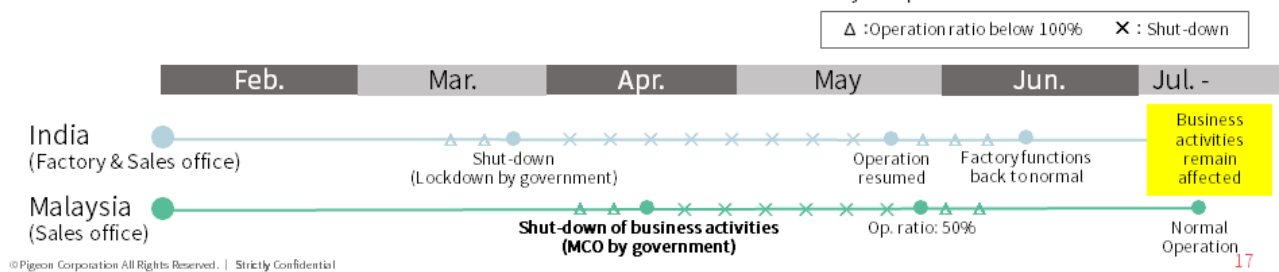 Δ :Operation ratio below 100% ✕ : Shut-down
Feb. Mar. Apr. May Jun. Jul. -
India
(Factory & Sales office)
Shut-down
(Lockdown by government)
Operation
resumed
Factory functions
back to normal
Business
activities
remain
affected
Malaysia
(Sales office)
Shut-down of business activities
(MCO by government)
Op. ratio: 50%
Normal
Operation
©Pigeon Corporation All Rights Reserved. | Strictly Confidential
17